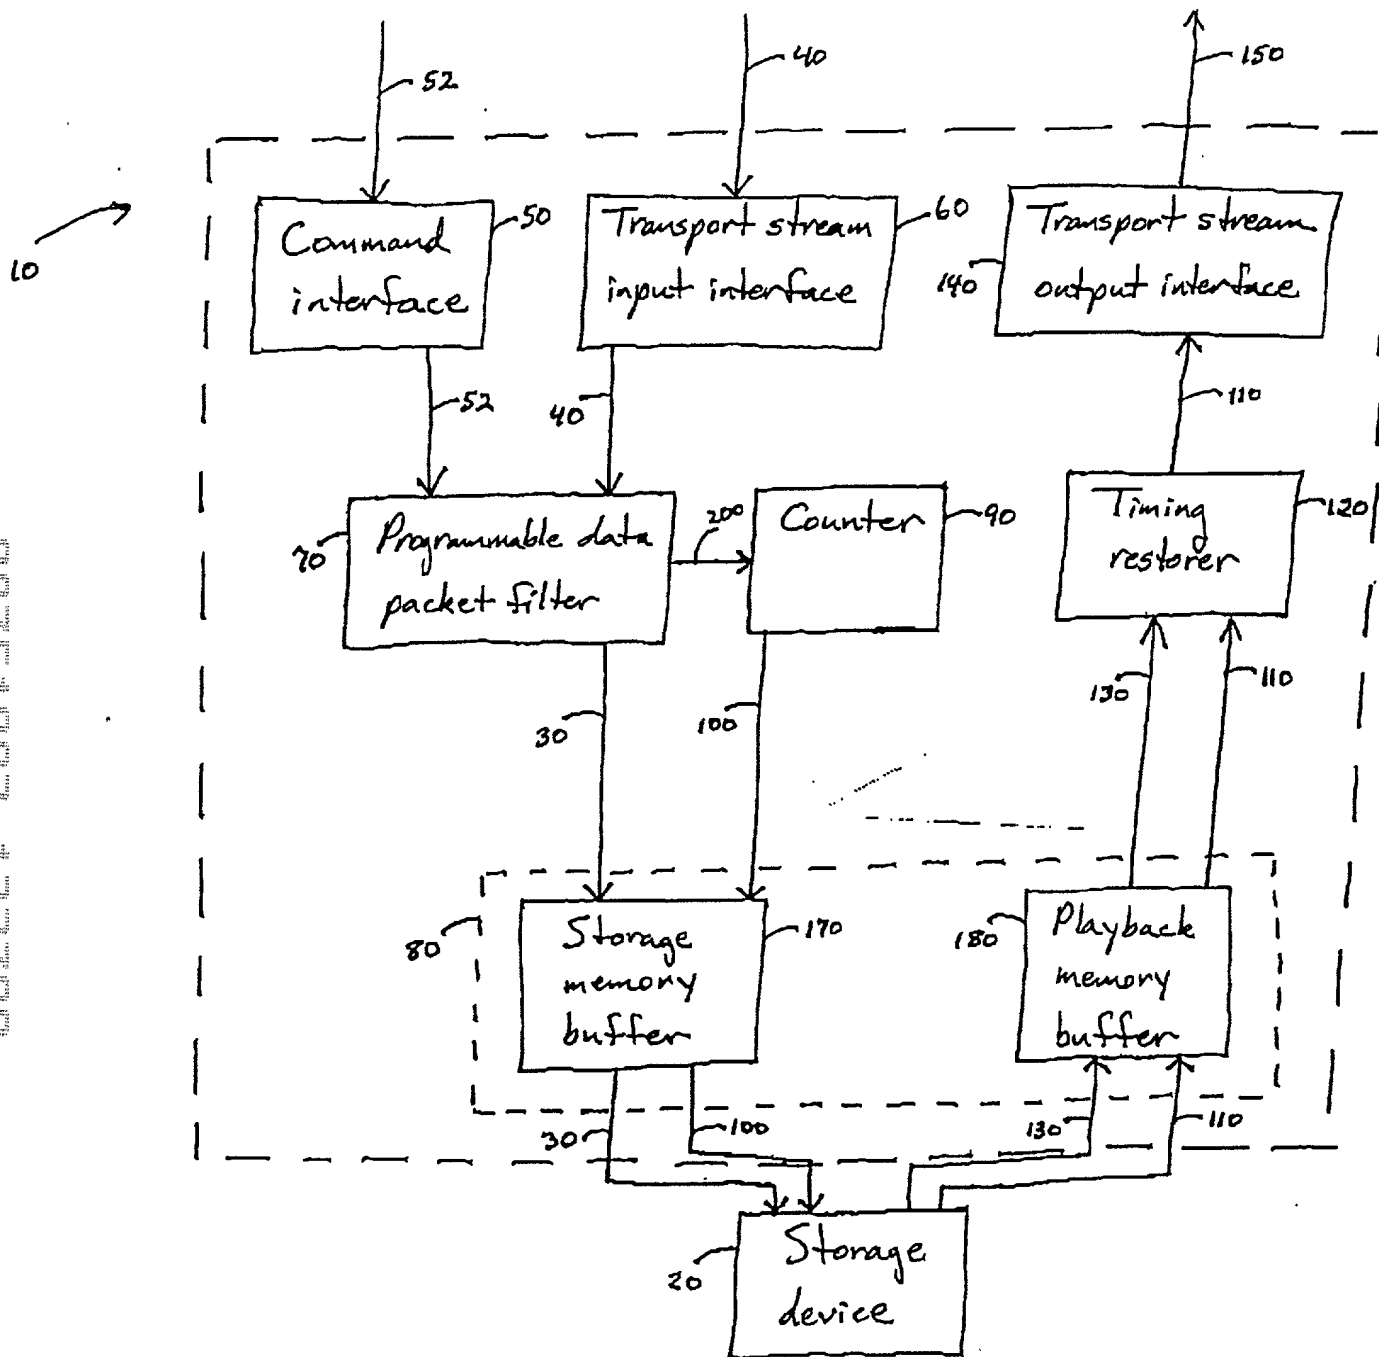 52
40
150
10
Command
interface
50
Transport stream
input interface
60
Transport stream
output interface
140
52
40
110
Programmable data
packet filter
70
200
Counter
90
Timing
restorer
120
30
100
130
110
80
Storage
memory
buffer
170
180
Playback
memory
buffer
30
100
130
110
20
Storage
device